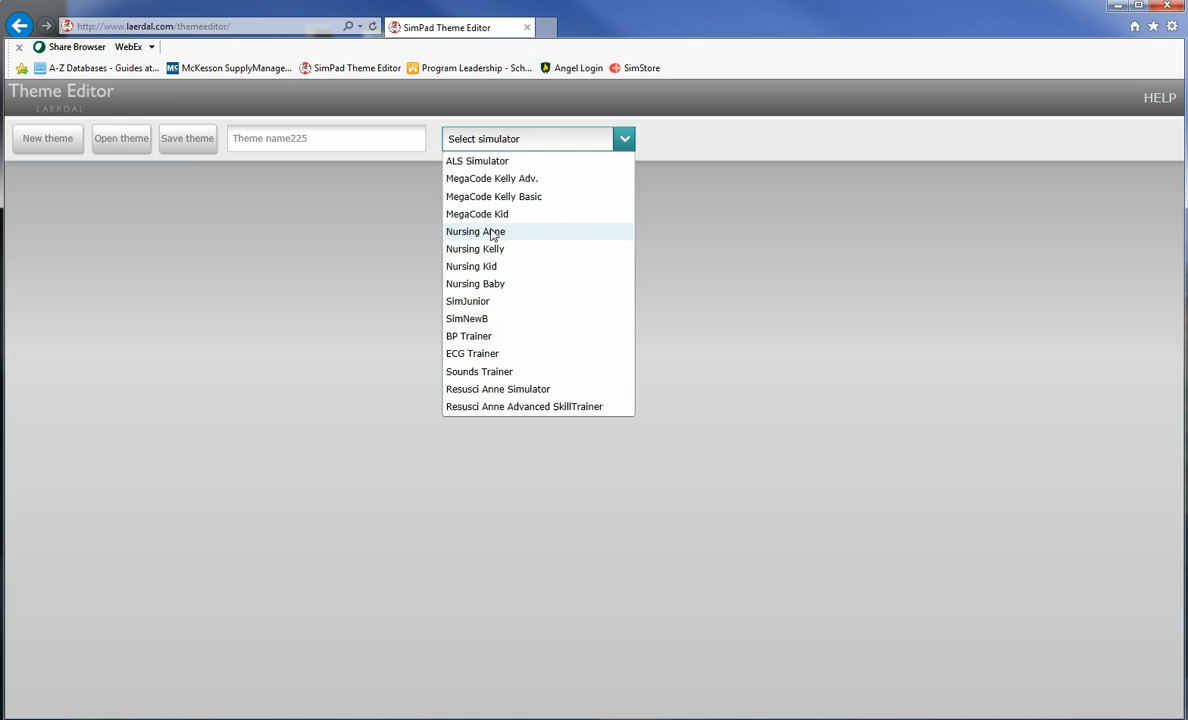 http://www.laerdal.com/themeeditor/
SimPad Theme Editor
Share Browser WebEx
A-Z Databases - Guides at...
McKesson SupplyManage...
SimPad Theme Editor
Program Leadership - Sch...
Angel Login
SimStore
Theme Editor
LAERDAL
HELP
New theme
Open theme
Save theme
Theme name225
Select simulator
ALS Simulator
MegaCode Kelly Adv.
MegaCode Kelly Basic
MegaCode Kid
Nursing Anne
Nursing Kelly
Nursing Kid
Nursing Baby
SimJunior
SimNewB
BP Trainer
ECG Trainer
Sounds Trainer
Resusci Anne Simulator
Resusci Anne Advanced SkillTrainer